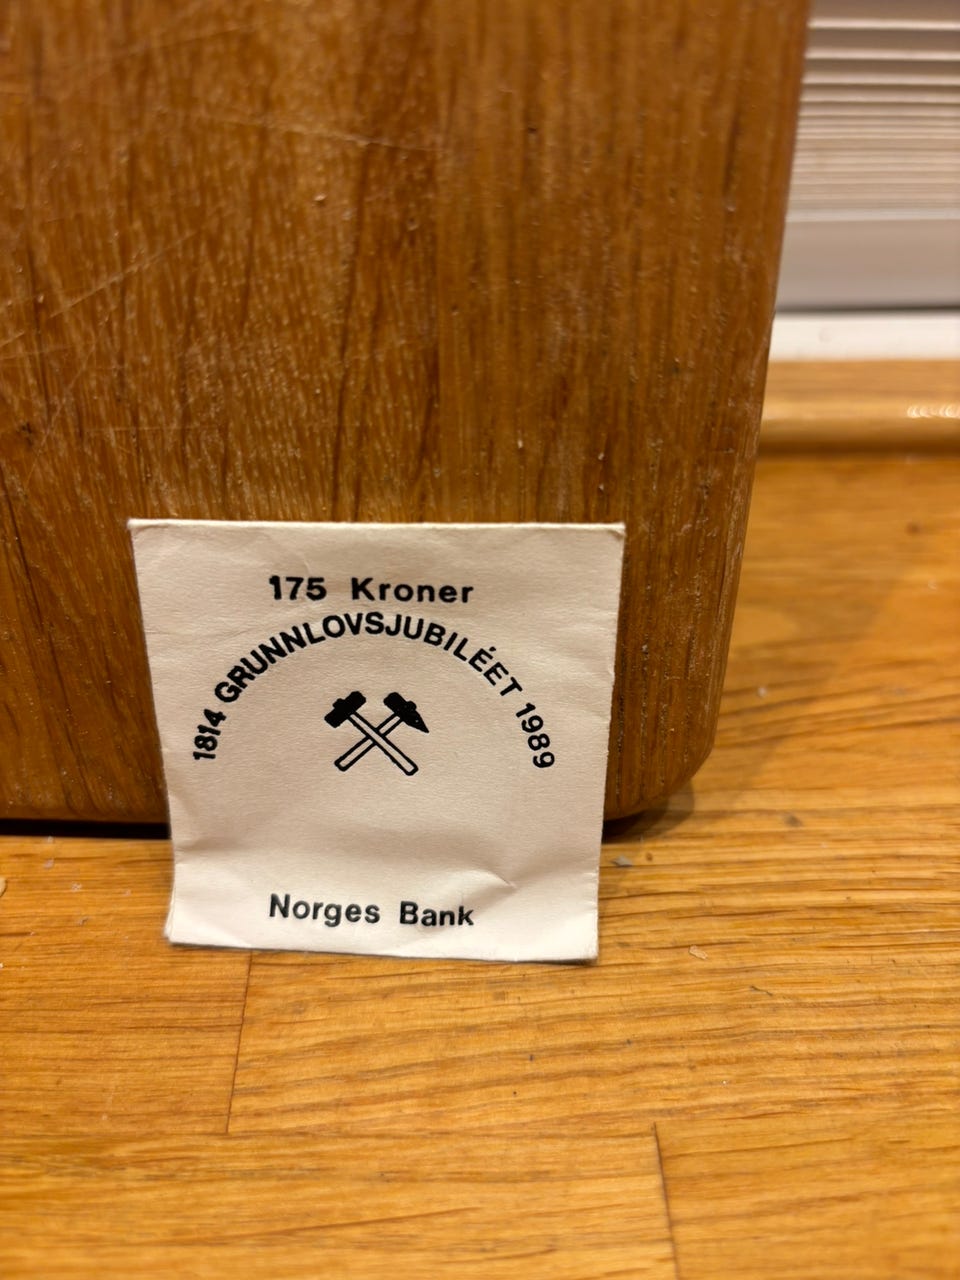 175 Kroner
1814 GRUNNLOVSJUBILÉET 1989
Norges Bank